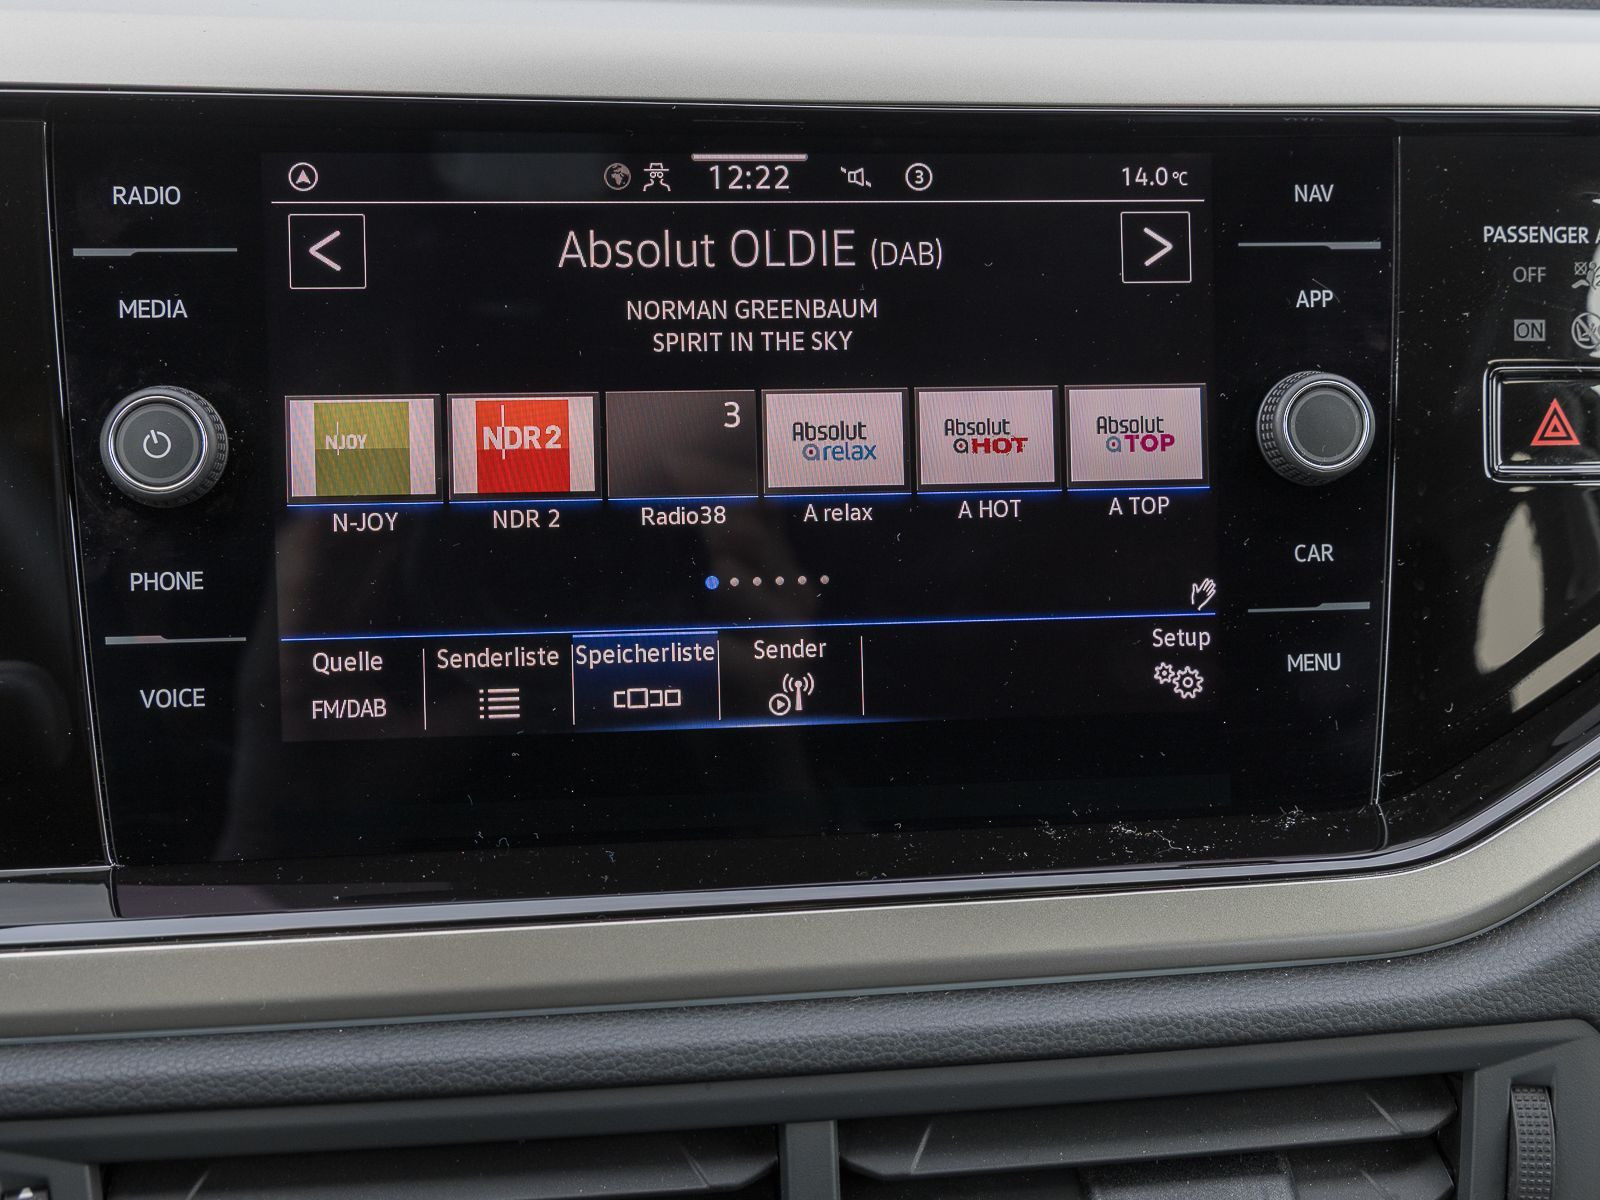 RADIO
MEDIA
PHONE
VOICE
12:22
3
14.0°C
Absolut OLDIE (DAB)
NORMAN GREENBAUM
SPIRIT IN THE SKY
N-JOY
NDR 2
3
Absolut relax
Absolut HOT
Absolut TOP
N-JOY
NDR 2
Radio38
A relax
A HOT
A TOP
Quelle
FM/DAB
Senderliste
Speicherliste
Sender
Setup
NAV
APP
CAR
MENU
PASSENGER
OFF
ON